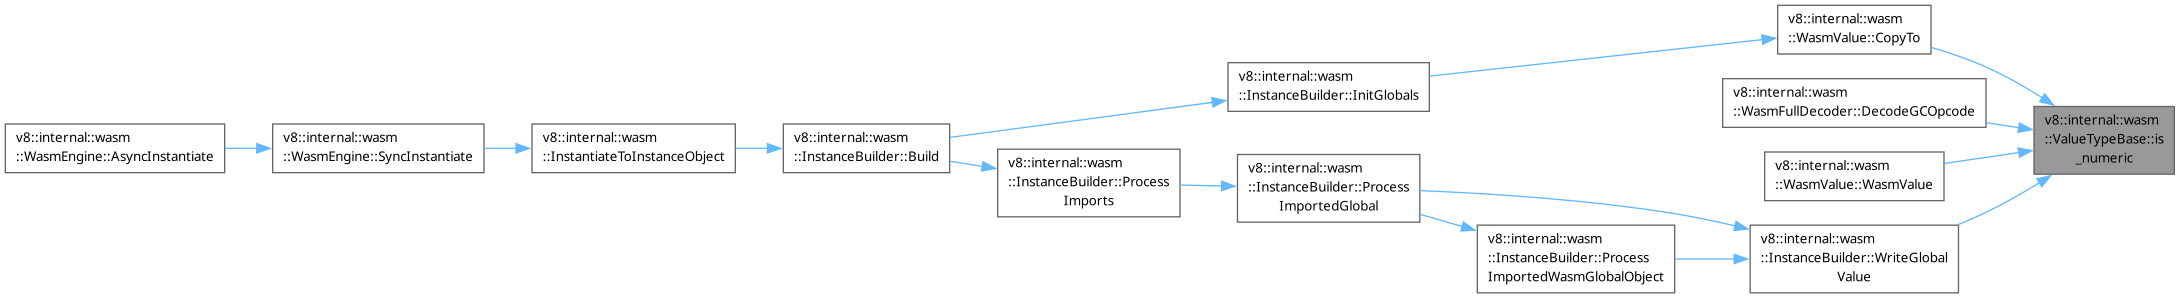 v8::internal::wasm
::WasmEngine::AsyncInstantiate
v8::internal::wasm
::WasmEngine::SyncInstantiate
v8::internal::wasm
::InstantiateToInstanceObject
v8::internal::wasm
::InstanceBuilder::Build
v8::internal::wasm
::InstanceBuilder::InitGlobals
v8::internal::wasm
::InstanceBuilder::Process
Imports
v8::internal::wasm
::InstanceBuilder::Process
ImportedGlobal
v8::internal::wasm
::InstanceBuilder::Process
ImportedWasmGlobalObject
v8::internal::wasm
::WasmValue::CopyTo
v8::internal::wasm
::WasmFullDecoder::DecodeGCOpcode
v8::internal::wasm
::WasmValue::WasmValue
v8::internal::wasm
::InstanceBuilder::WriteGlobal
Value
v8::internal::wasm
::ValueTypeBase::is
_numeric